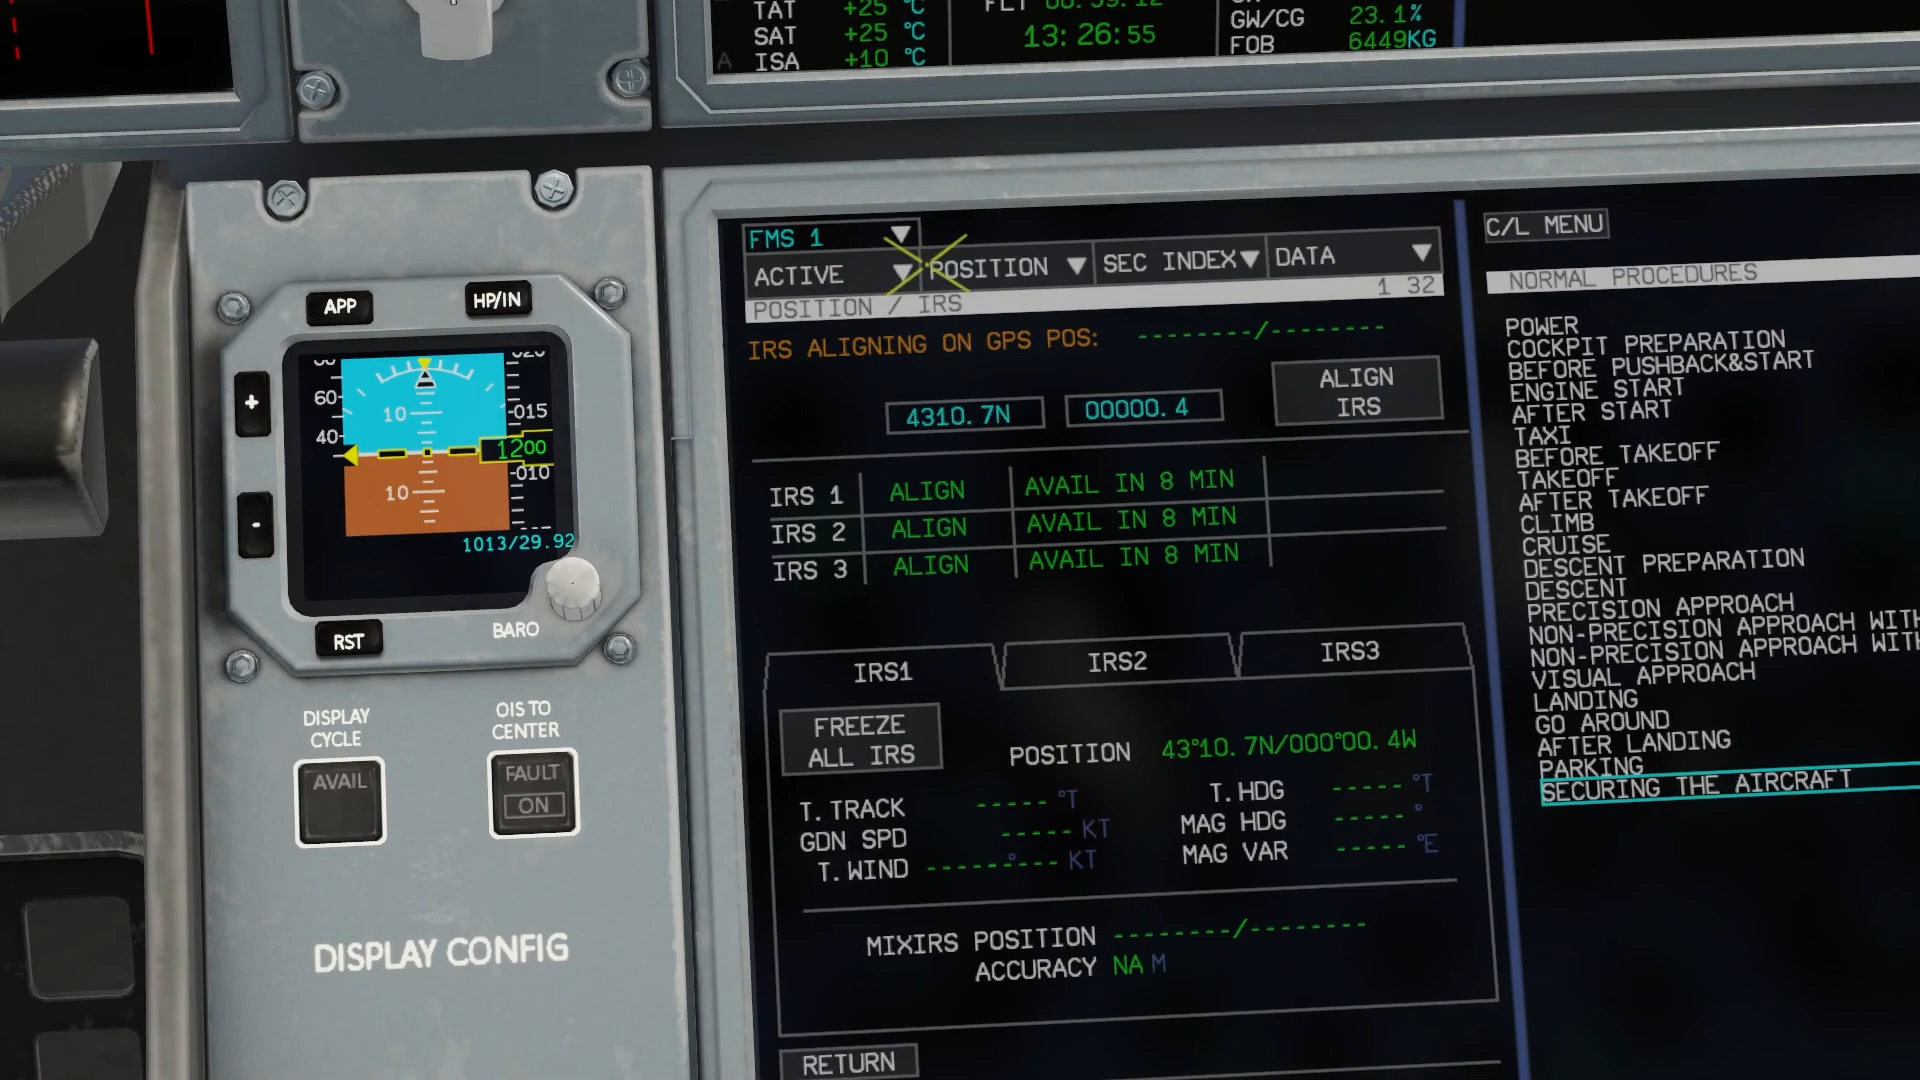 TAT +25 °C
SAT +25 °C
ISA +10 °C
A
FLT
13:26:55
GW/CG 23.1%
FOB 6449KG
APP
HP/IN
+
-
60
40
10
10
015
1200
010
1013/29.92
RST
BARO
DISPLAY CYCLE
AVAIL
OIS TO CENTER
FAULT
ON
DISPLAY CONFIG
FMS 1
ACTIVE POSITION SEC INDEX DATA
POSITION / IRS 1 32
IRS ALIGNING ON GPS POS: --------/--------
4310.7N 00000.4
ALIGN IRS
IRS 1 ALIGN AVAIL IN 8 MIN
IRS 2 ALIGN AVAIL IN 8 MIN
IRS 3 ALIGN AVAIL IN 8 MIN
IRS1 IRS2 IRS3
FREEZE ALL IRS
POSITION 43°10.7N/000°00.4W
T.TRACK -----°T T.HDG -----°T
GDN SPD -----KT MAG HDG -----°
T.WIND ------°---KT MAG VAR -----°E
MIXIRS POSITION --------/--------
ACCURACY NA M
RETURN
C/L MENU
NORMAL PROCEDURES
POWER
COCKPIT PREPARATION
BEFORE PUSHBACK&START
ENGINE START
AFTER START
TAXI
BEFORE TAKEOFF
TAKEOFF
AFTER TAKEOFF
CLIMB
CRUISE
DESCENT PREPARATION
DESCENT
PRECISION APPROACH
NON-PRECISION APPROACH WITH
NON-PRECISION APPROACH WITH
VISUAL APPROACH
LANDING
GO AROUND
AFTER LANDING
PARKING
SECURING THE AIRCRAFT